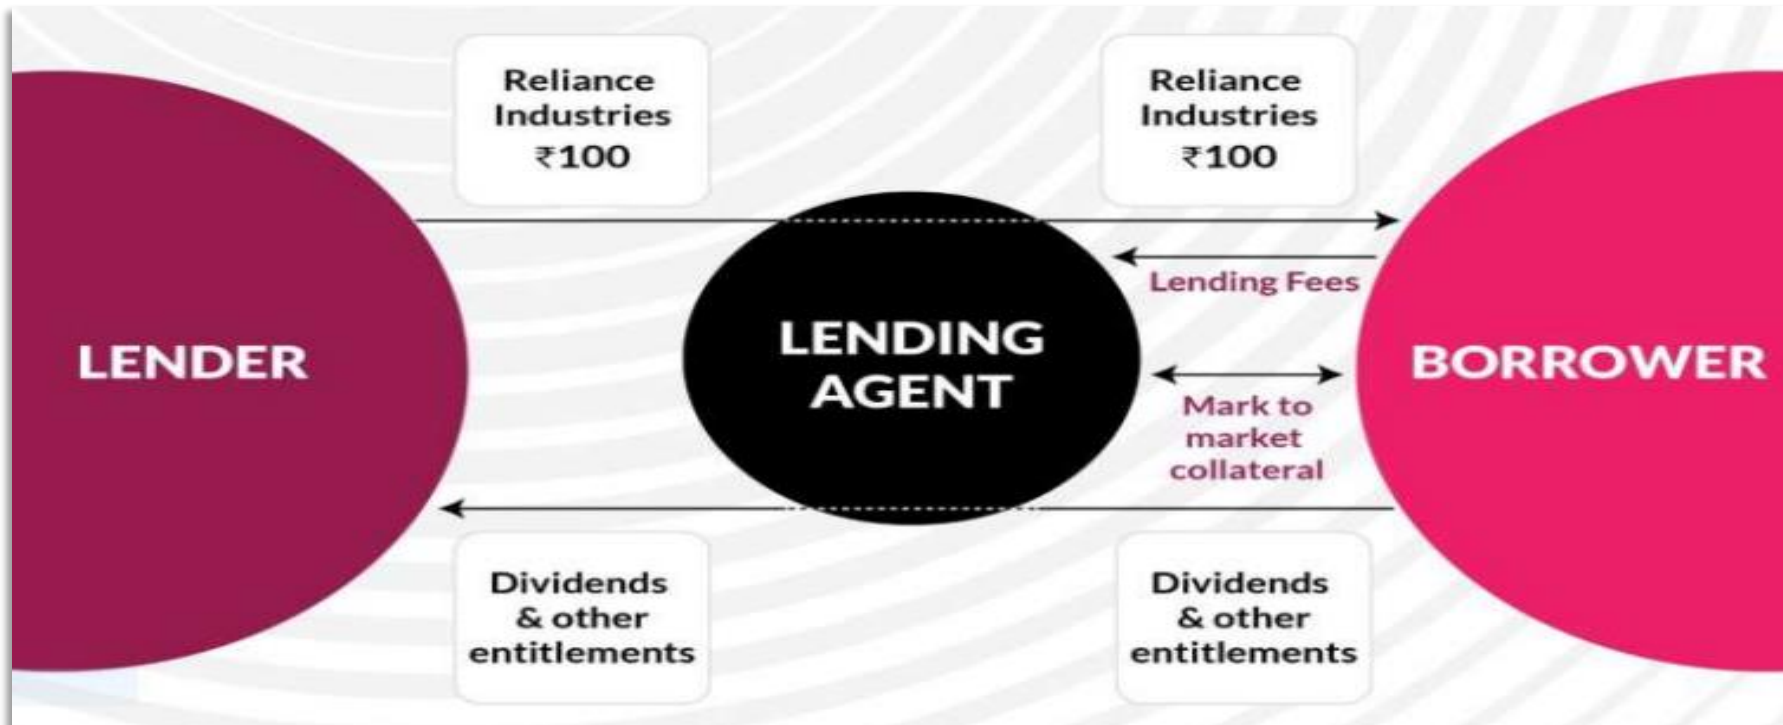 Reliance
Industries
₹100
Reliance
Industries
₹100
Lending Fees
LENDER
LENDING
AGENT
BORROWER
Mark to
market
collateral
Dividends
& other
entitlements
Dividends
& other
entitlements